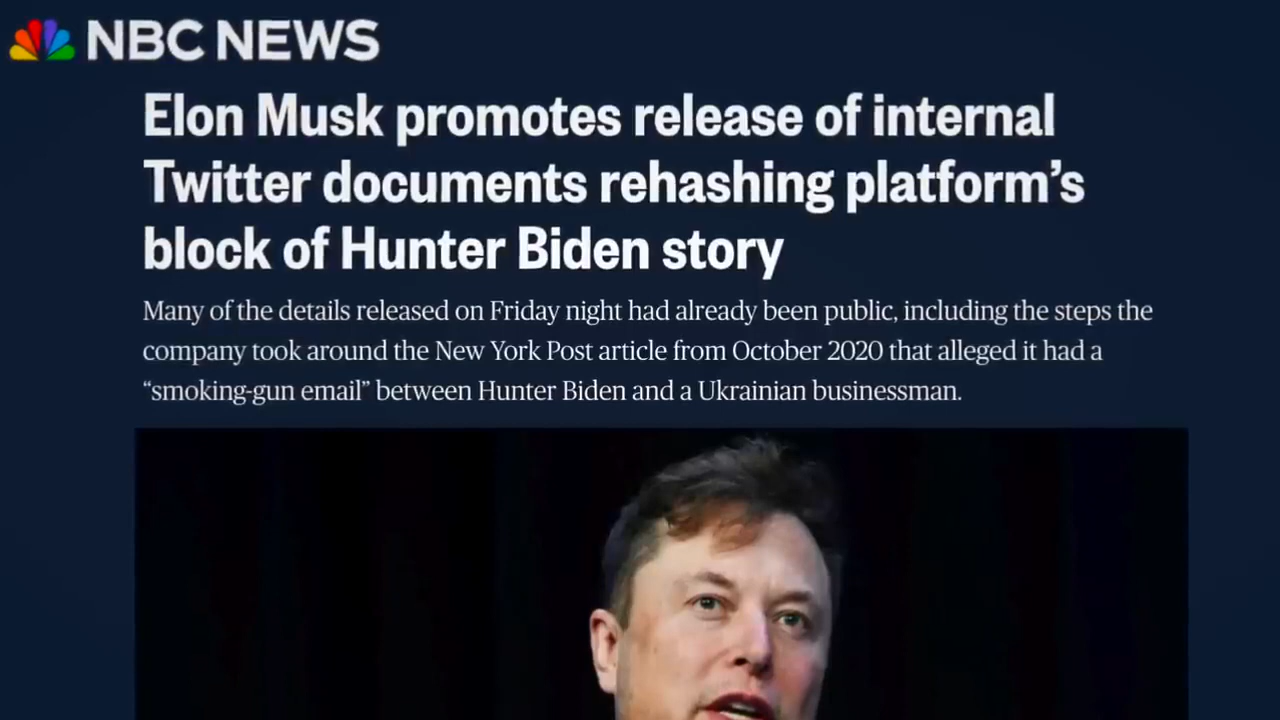 NBC NEWS
Elon Musk promotes release of internal
Twitter documents rehashing platform’s
block of Hunter Biden story
Many of the details released on Friday night had already been public, including the steps the
company took around the New York Post article from October 2020 that alleged it had a
“smoking-gun email” between Hunter Biden and a Ukrainian businessman.